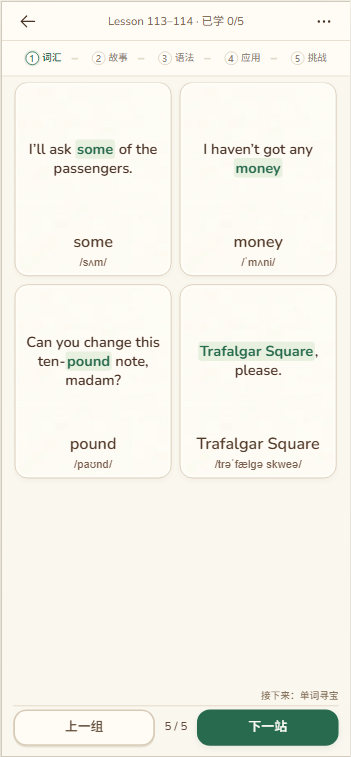 Lesson 113–114 · 已学 0/5
1 词汇 – 2 故事 – 3 语法 – 4 应用 – 5 挑战
I'll ask some of the
passengers.
some
/sʌm/
I haven't got any
money
money
/ˈmʌni/
Can you change this
ten-pound note,
madam?
pound
/paʊnd/
Trafalgar Square,
please.
Trafalgar Square
/trəˈfælgə skweə/
接下来：单词寻宝
上一组
5 / 5
下一站